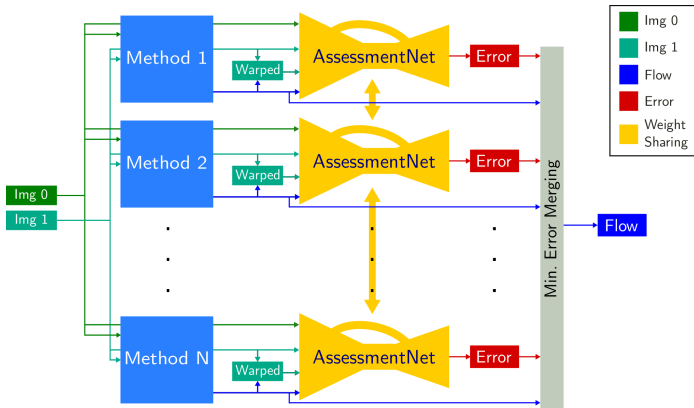 Img 0
Img 1
Method 1
Warped
AssessmentNet
Error
Method 2
Warped
AssessmentNet
Error
Method N
Warped
AssessmentNet
Error
Min. Error Merging
Flow
Img 0
Img 1
Flow
Error
Weight
Sharing